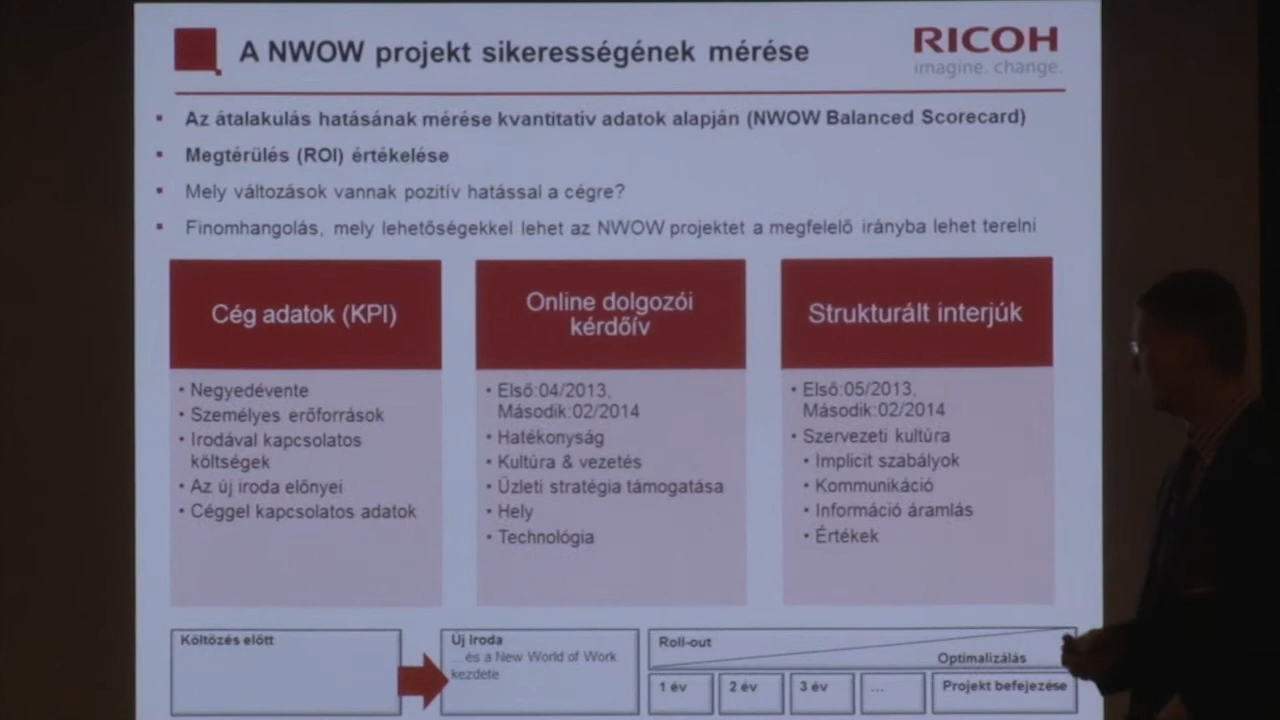 A NWOW projekt sikerességének mérése
RICOH
imagine. change.
▪ Az átalakulás hatásának mérése kvantitatív adatok alapján (NWOW Balanced Scorecard)
▪ Megtérülés (ROI) értékelése
▪ Mely változások vannak pozitív hatással a cégre?
▪ Finomhangolás, mely lehetőségekkel lehet az NWOW projektet a megfelelő irányba lehet terelni
Cég adatok (KPI)
• Negyedévente
• Személyes erőforrások
• Irodával kapcsolatos
költségek
• Az új iroda előnyei
• Céggel kapcsolatos adatok
Online dolgozói
kérdőív
• Első:04/2013,
Második:02/2014
• Hatékonyság
• Kultúra & vezetés
• Üzleti stratégia támogatása
• Hely
• Technológia
Strukturált interjúk
• Első:05/2013,
Második:02/2014
• Szervezeti kultúra
• Implicit szabályok
• Kommunikáció
• Információ áramlás
• Értékek
Költözés előtt
Új Iroda
...és a New World of Work
kezdete
Roll-out
Optimalizálás
1 év
2 év
3 év
...
Projekt befejezése